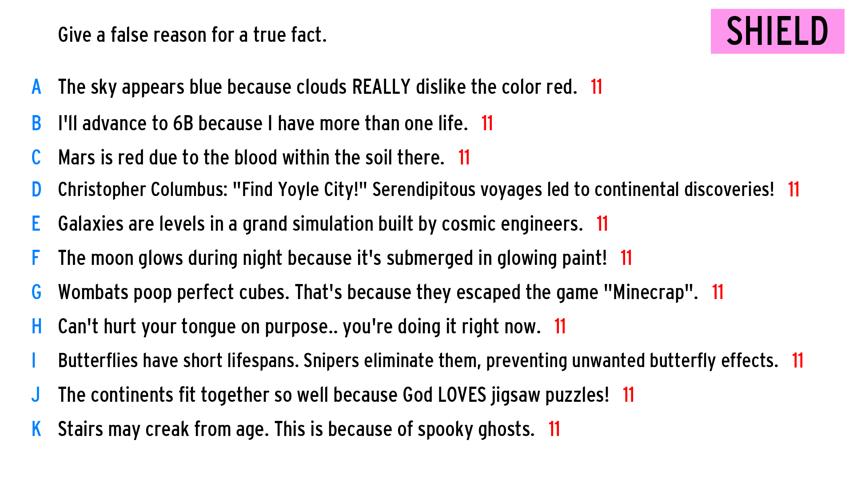 Give a false reason for a true fact.
SHIELD
A The sky appears blue because clouds REALLY dislike the color red. 11
B I'll advance to 6B because I have more than one life. 11
C Mars is red due to the blood within the soil there. 11
D Christopher Columbus: "Find Yoyle City!" Serendipitous voyages led to continental discoveries! 11
E Galaxies are levels in a grand simulation built by cosmic engineers. 11
F The moon glows during night because it's submerged in glowing paint! 11
G Wombats poop perfect cubes. That's because they escaped the game "Minecrap". 11
H Can't hurt your tongue on purpose.. you're doing it right now. 11
I Butterflies have short lifespans. Snipers eliminate them, preventing unwanted butterfly effects. 11
J The continents fit together so well because God LOVES jigsaw puzzles! 11
K Stairs may creak from age. This is because of spooky ghosts. 11